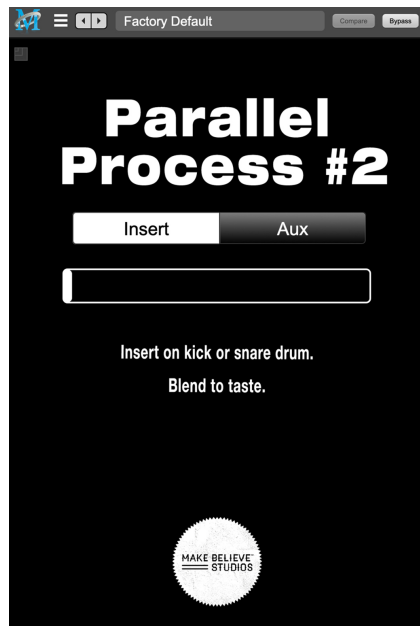 Factory Default
Compare
Bypass
Parallel
Process #2
Insert
Aux
Insert on kick or snare drum.
Blend to taste.
MAKE BELIEVE™
STUDIOS